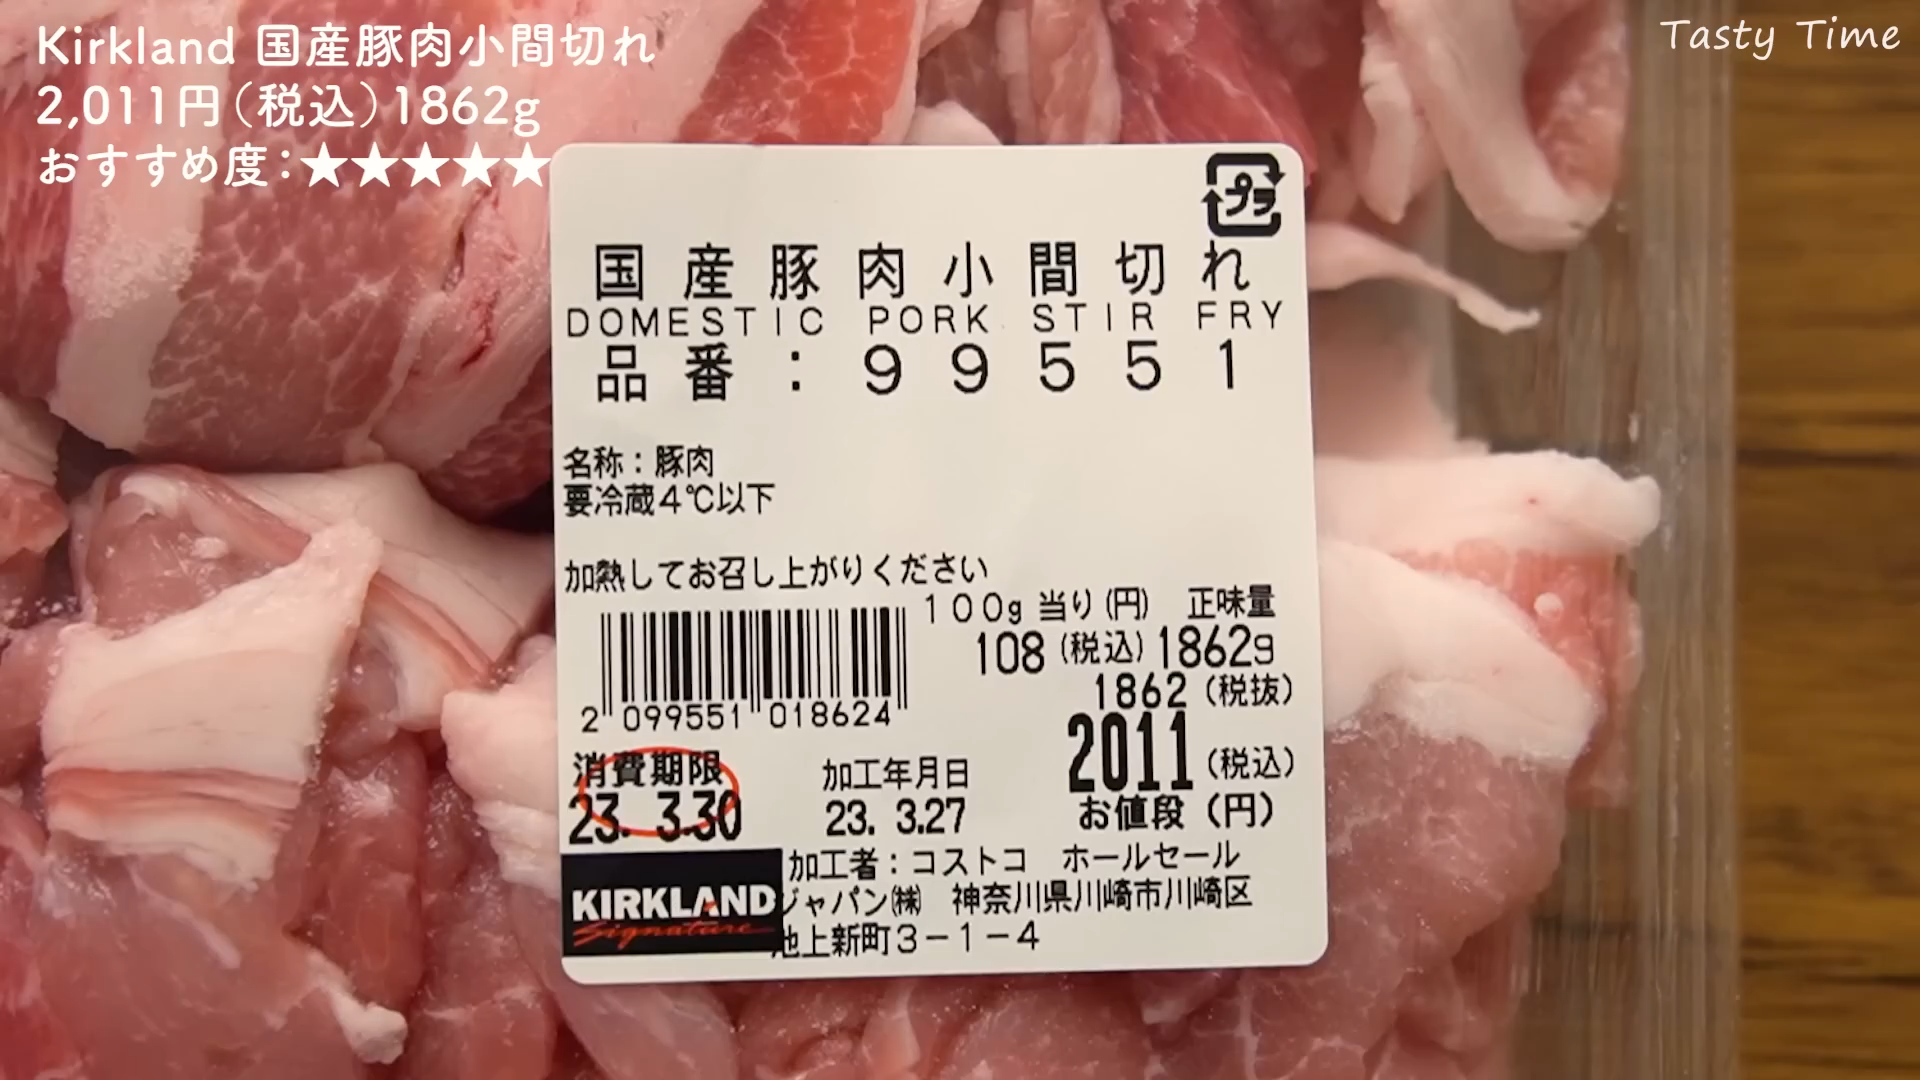 Kirkland 国産豚肉小間切れ
2,011円(税込)1862g
おすすめ度:★★★★★
Tasty Time
プラ
国産豚肉小間切れ
DOMESTIC PORK STIR FRY
品番:99551
名称:豚肉
要冷蔵4℃以下
加熱してお召し上がりください
100g当り(円) 正味量
108(税込)1862g
1862(税抜)
2 099551 018624
2011(税込)
お値段(円)
消費期限 加工年月日
23. 3.30 23. 3.27
KIRKLAND
Signature
加工者:コストコ ホールセール
ジャパン㈱ 神奈川県川崎市川崎区
池上新町3-1-4